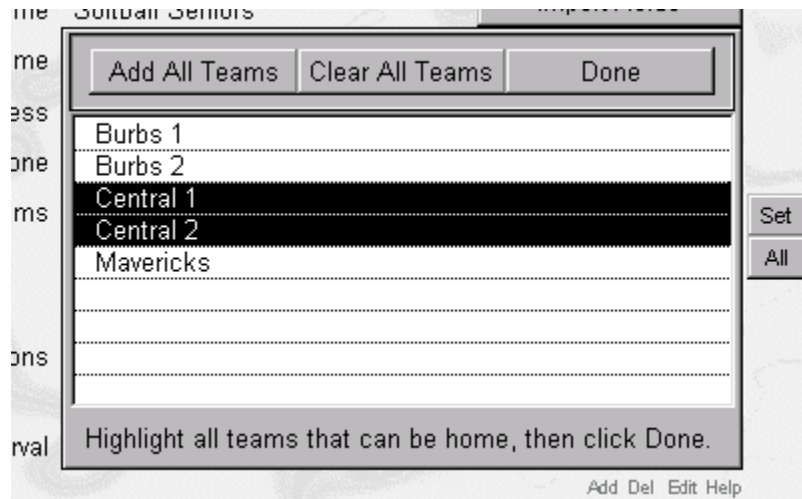 me Softball Seniors
me Add All Teams Clear All Teams Done
ess
Burbs 1
one Burbs 2
Central 1
ms Set
Central 2
Mavericks All
ons
rval Highlight all teams that can be home, then click Done.
Add Del Edit Help